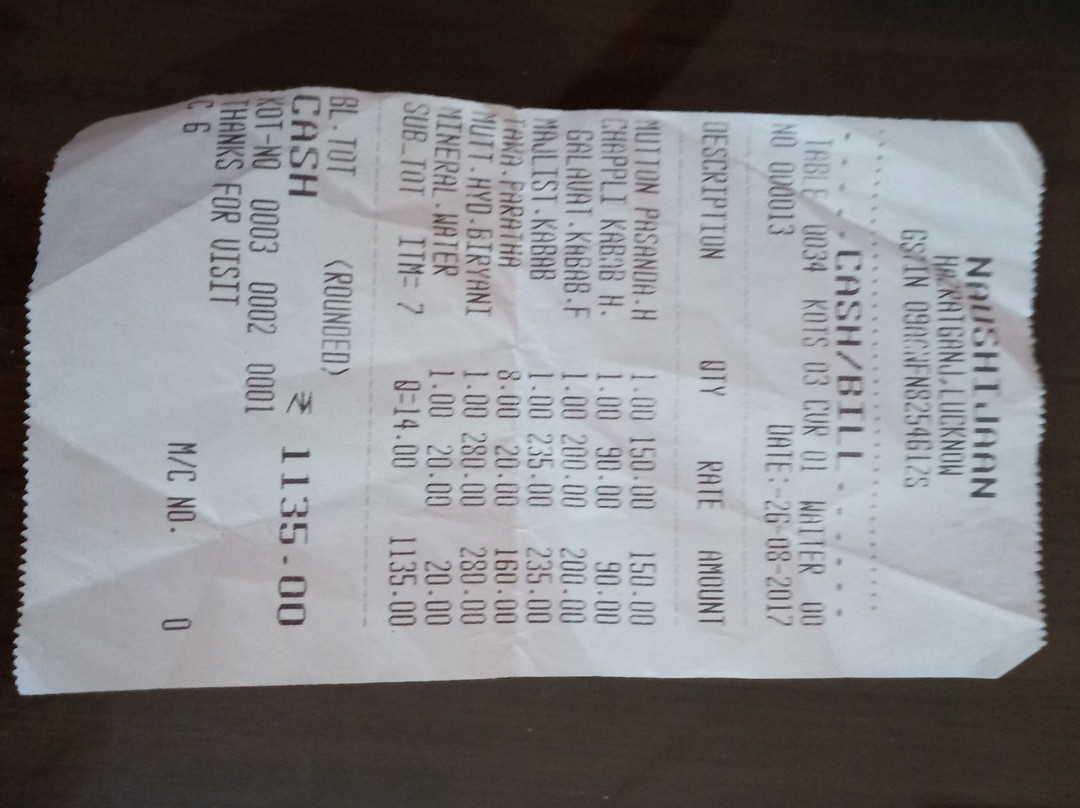 NAUSHIJAAN
HAZRATGANJ,LUCKNOW
GSTIN
- - - -CASH/BILL - - - - -
TABLE 0034 KOTS 03 CUR 01 WAITER 00
NO 000013 DATE:-26-08-2017
DESCRIPTION QTY RATE AMOUNT
MUTTON PASANDA.H 1.00 150.00 150.00
CHAPPLI KABAB H. 1.00 90.00 90.00
GALAVAT.KABAB.F 1.00 200.00 200.00
MAJLIST.KABAB 1.00 235.00 235.00
TAWA.PARATHA 8.00 20.00 160.00
MUTT.HYD.BIRYANI 1.00 280.00 280.00
MINERAL.WATER 1.00 20.00 20.00
SUB_TOT ITM= 7 Q=14.00 1135.00
BL.TOT (ROUNDED)
CASH ₹ 1135.00
KOT-NO 0003 0002 0001
THANKS FOR VISIT
C 6 M/C NO. 0